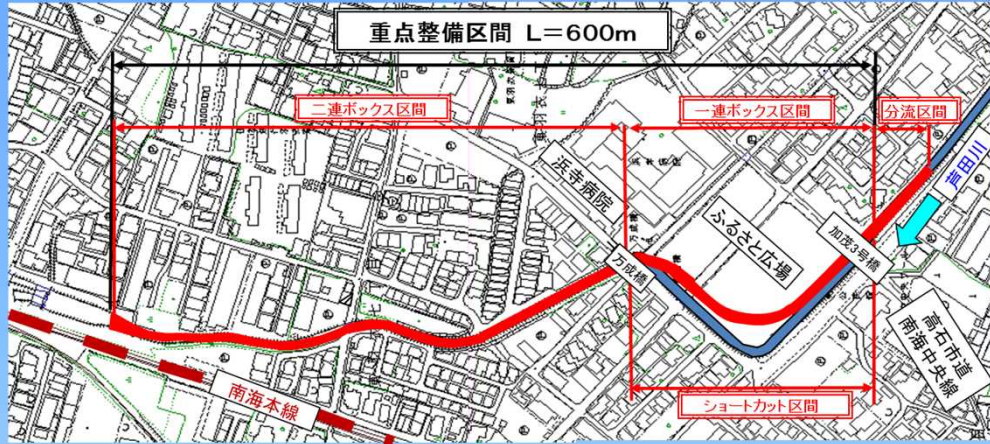 重点整備区間 L=600m
二連ボックス区間
一連ボックス区間
分流区間
芦田川
浜寺病院
ふるさと広場
加茂3号橋
万成橋
高石市道
南海中央線
南海本線
ショートカット区間